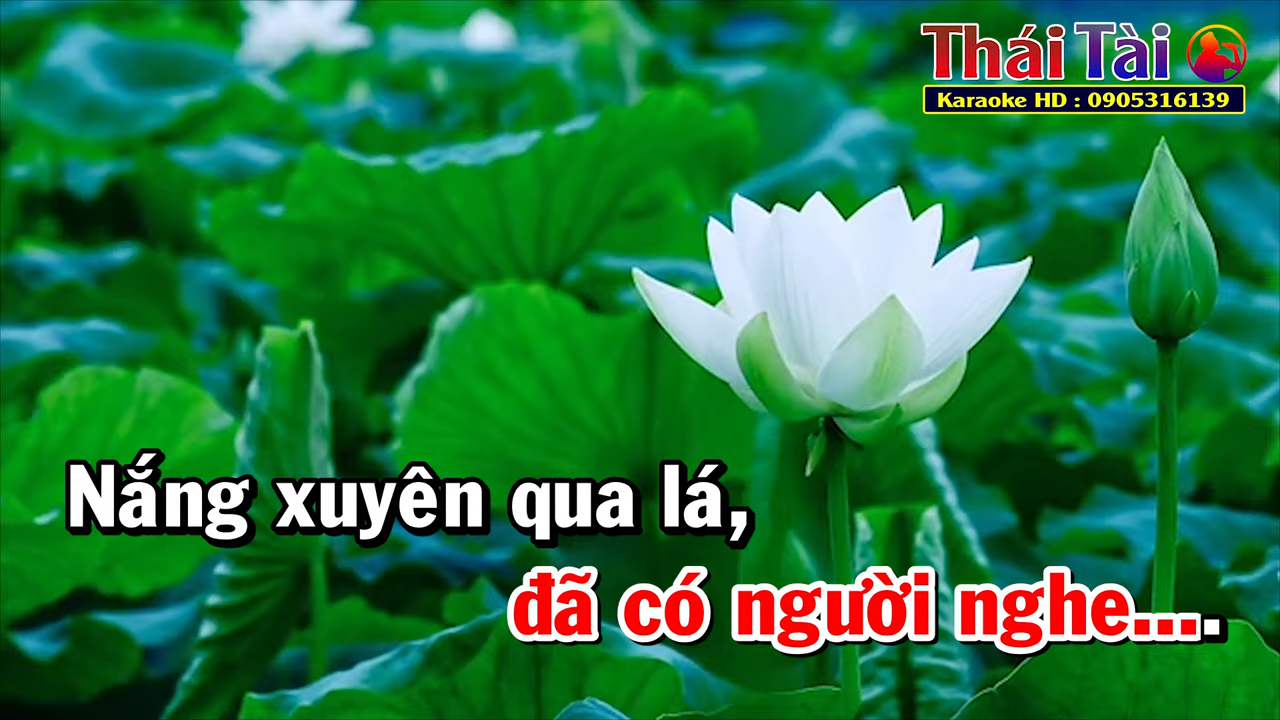 Thái Tài
Karaoke HD : 0905316139
Nắng xuyên qua lá,
đã có người nghe....